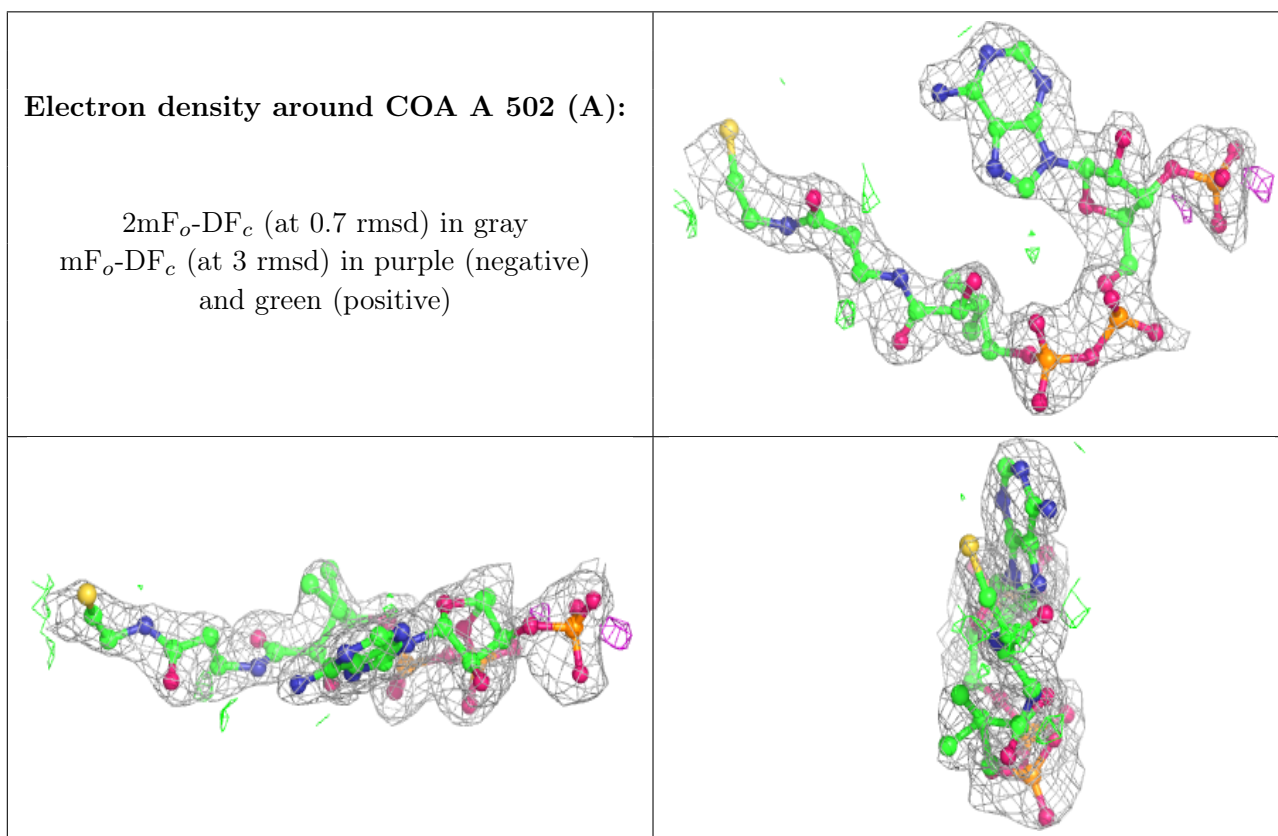 Electron density around COA A 502 (A):
2mFo-DFc (at 0.7 rmsd) in gray
mFo-DFc (at 3 rmsd) in purple (negative)
and green (positive)